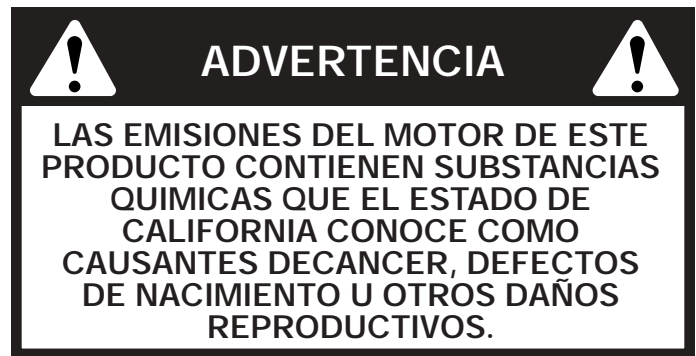 ADVERTENCIA
LAS EMISIONES DEL MOTOR DE ESTE
PRODUCTO CONTIENEN SUBSTANCIAS
QUIMICAS QUE EL ESTADO DE
CALIFORNIA CONOCE COMO
CAUSANTES DECANCER, DEFECTOS
DE NACIMIENTO U OTROS DAÑOS
REPRODUCTIVOS.